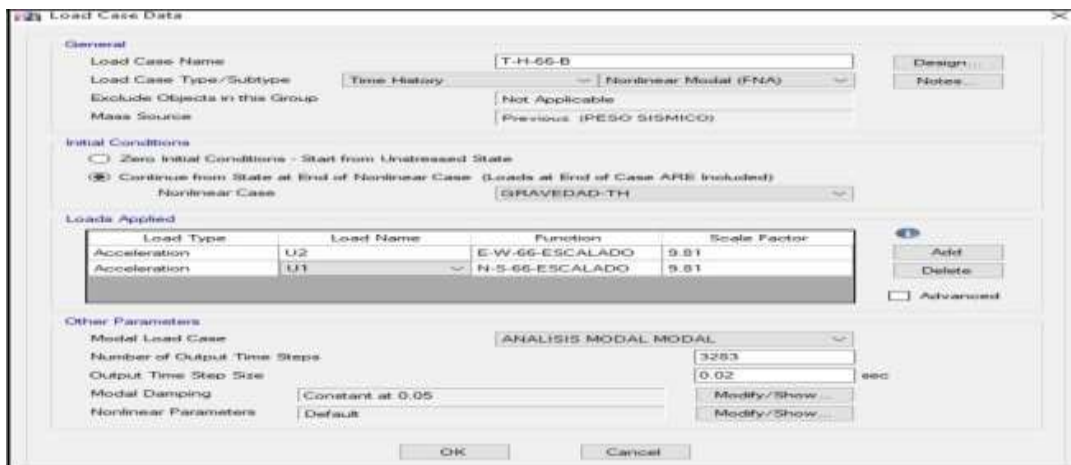 Load Case Data
General
Load Case Name T-H-66-B Design...
Load Case Type/Subtype Time History Nonlinear Modal (FNA) Notes...
Exclude Objects in this Group Not Applicable
Mass Source Previous (PESO SISMICO)
Initial Conditions
Zero Initial Conditions - Start from Unstressed State
Continue from State at End of Nonlinear Case (Loads at End of Case ARE Included)
Nonlinear Case GRAVEDAD-TH
Loads Applied
Load Type Load Name Function Scale Factor
Acceleration U2 E-W-66-ESCALADO 9.81 Add
Acceleration U1 N-S-66-ESCALADO 9.81 Delete
Advanced
Other Parameters
Modal Load Case ANALISIS MODAL MODAL
Number of Output Time Steps 3283
Output Time Step Size 0.02 sec
Modal Damping Constant at 0.05 Modify/Show...
Nonlinear Parameters Default Modify/Show...
OK Cancel